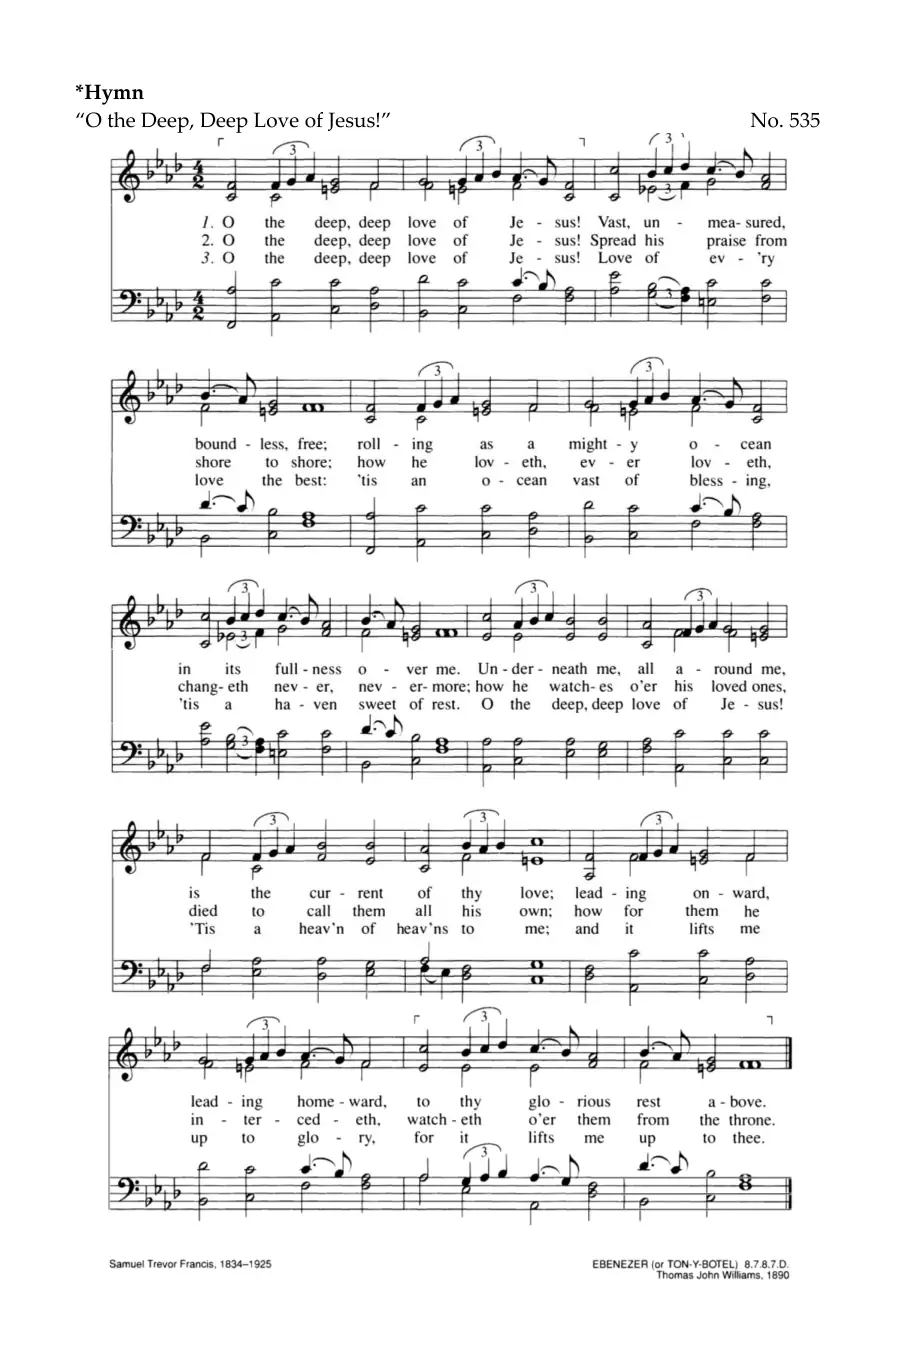 *Hymn
“O the Deep, Deep Love of Jesus!” No. 535
1. O the deep, deep love of Je - sus! Vast, un - mea- sured,
2. O the deep, deep love of Je - sus! Spread his praise from
3. O the deep, deep love of Je - sus! Love of ev - 'ry
bound - less, free; roll - ing as a might - y o - cean
shore to shore; how he lov - eth, ev - er lov - eth,
love the best: 'tis an o - cean vast of bless - ing,
in its full - ness o - ver me. Un - der - neath me, all a - round me,
chang- eth nev - er, nev - er- more; how he watch- es o'er his loved ones,
'tis a ha - ven sweet of rest. O the deep, deep love of Je - sus!
is the cur - rent of thy love; lead - ing on - ward,
died to call them all his own; how for them he
'Tis a heav'n of heav'ns to me; and it lifts me
lead - ing home - ward, to thy glo - rious rest a - bove.
in - ter - ced - eth, watch - eth o'er them from the throne.
up to glo - ry, for it lifts me up to thee.
Samuel Trevor Francis, 1834–1925 EBENEZER (or TON-Y-BOTEL) 8.7.8.7.D.
Thomas John Williams, 1890